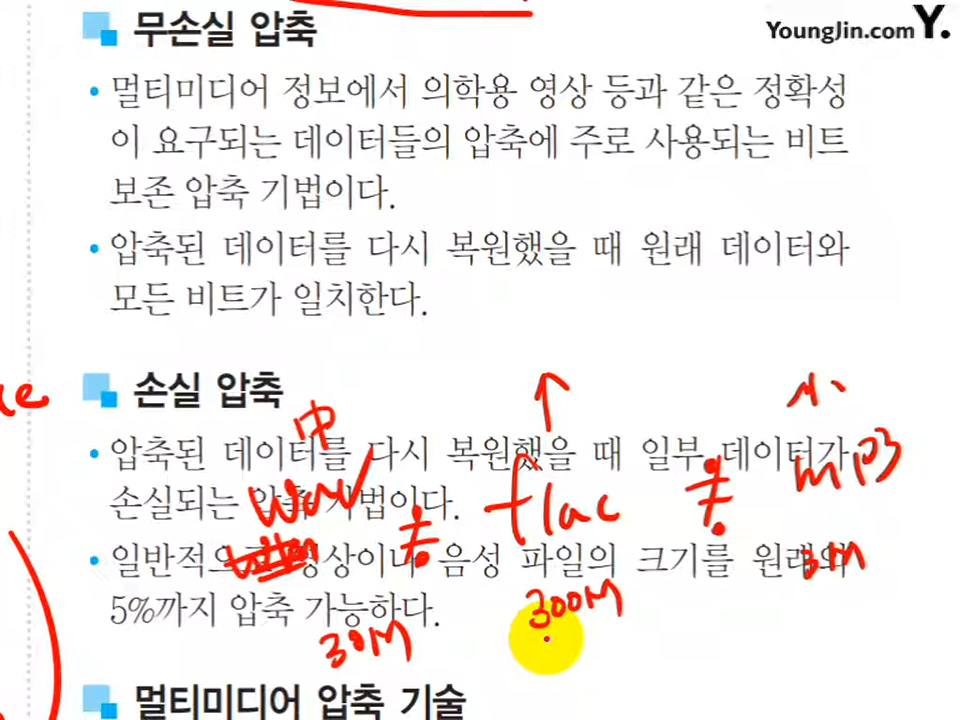 YoungJin.com Y.
무손실 압축
• 멀티미디어 정보에서 의학용 영상 등과 같은 정확성
이 요구되는 데이터들의 압축에 주로 사용되는 비트
보존 압축 기법이다.
• 압축된 데이터를 다시 복원했을 때 원래 데이터와
모든 비트가 일치한다.
손실 압축
中 小
• 압축된 데이터를 다시 복원했을 때 일부 데이터가
wav flac MP3
손실되는 압축 기법이다.
• 일반적으로 영상이나 음성 파일의 크기를 원래의
3M
5%까지 압축 가능하다.
30M 300M
멀티미디어 압축 기술